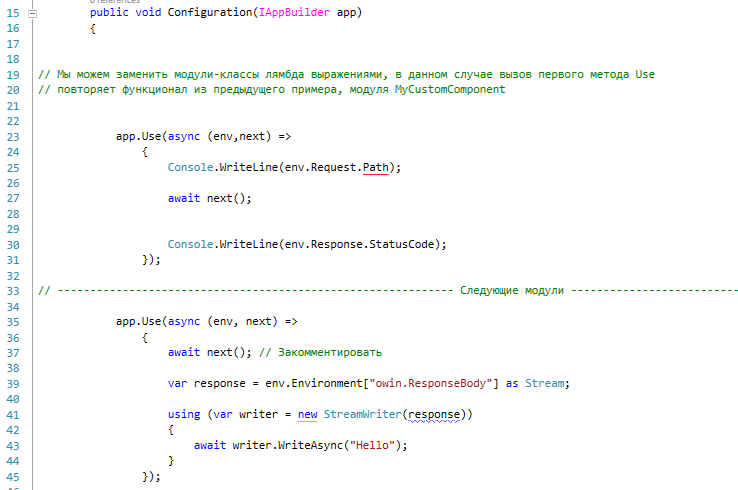 15 public void Configuration(IAppBuilder app)
16 {
17
18
19 // Мы можем заменить модули-классы лямбда выражениями, в данном случае вызов первого метода Use
20 // повторяет функционал из предыдущего примера, модуля MyCustomComponent
21
22
23 app.Use(async (env,next) =>
24 {
25 Console.WriteLine(env.Request.Path);
26
27 await next();
28
29
30 Console.WriteLine(env.Response.StatusCode);
31 });
32
33 // ------------------------------------------------------------- Следующие модули --------------------------
34
35 app.Use(async (env, next) =>
36 {
37 await next(); // Закомментировать
38
39 var response = env.Environment["owin.ResponseBody"] as Stream;
40
41 using (var writer = new StreamWriter(response))
42 {
43 await writer.WriteAsync("Hello");
44 }
45 });